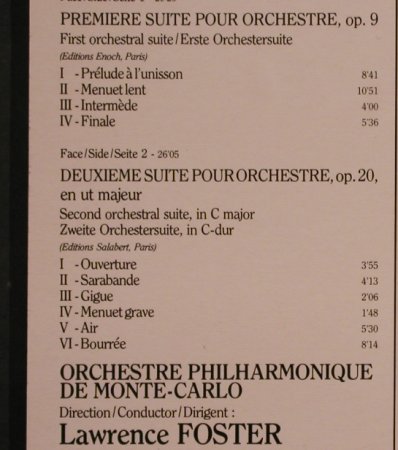 PREMIERE SUITE POUR ORCHESTRE, op. 9
First orchestral suite/Erste Orchestersuite
(Editions Enoch, Paris)
I - Prélude à l'unisson 8'41
II - Menuet lent 10'51
III - Intermède 4'00
IV - Finale 5'36
Face/Side/Seite 2 - 26'05
DEUXIEME SUITE POUR ORCHESTRE, op. 20,
en ut majeur
Second orchestral suite, in C major
Zweite Orchestersuite, in C-dur
(Editions Salabert, Paris)
I - Ouverture 3'55
II - Sarabande 4'13
III - Gigue 2'06
IV - Menuet grave 1'48
V - Air 5'30
VI - Bourrée 8'14
ORCHESTRE PHILHARMONIQUE
DE MONTE-CARLO
Direction/Conductor/Dirigent :
Lawrence FOSTER